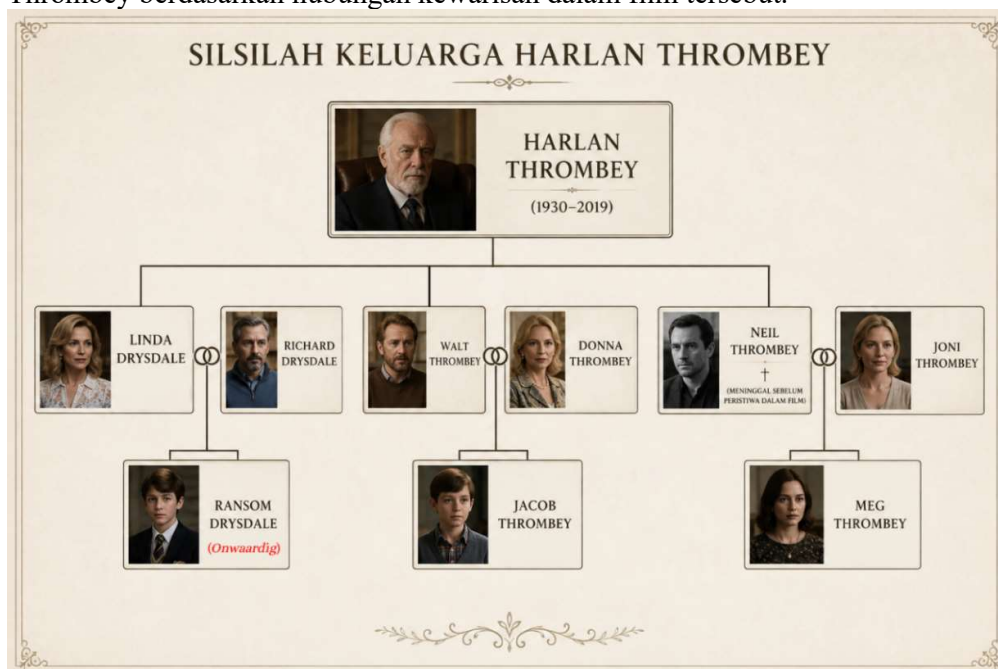 Thrombey berdasarkan hubungan kewarisan dalam film tersebut.
SILSILAH KELUARGA HARLAN THROMBEY
HARLAN
THROMBEY
(1930–2019)
LINDA
DRYSDALE
RICHARD
DRYSDALE
WALT
THROMBEY
DONNA
THROMBEY
NEIL
THROMBEY
(MENINGGAL SEBELUM
PERISTIWA DALAM FILM)
JONI
THROMBEY
RANSOM
DRYSDALE
(Onwaardig)
JACOB
THROMBEY
MEG
THROMBEY